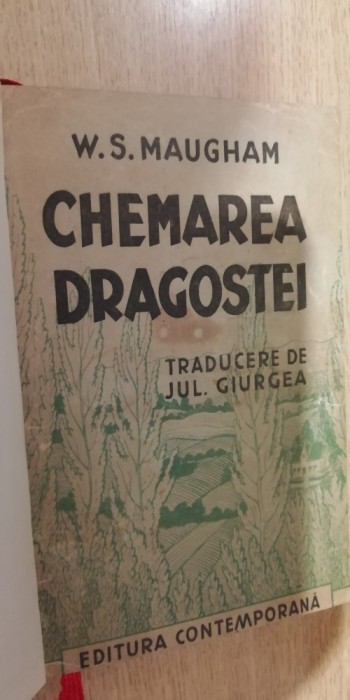 W. S. MAUGHAM
CHEMAREA
DRAGOSTEI
TRADUCERE DE
JUL. GIURGEA
EDITURA CONTEMPORANĂ